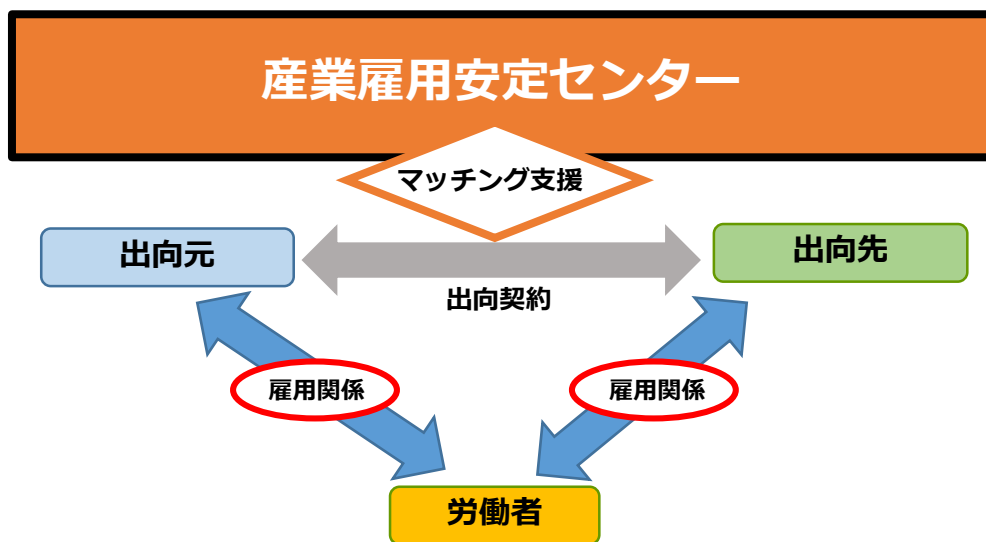 産業雇用安定センター
マッチング支援
出向元
出向先
出向契約
雇用関係
雇用関係
労働者